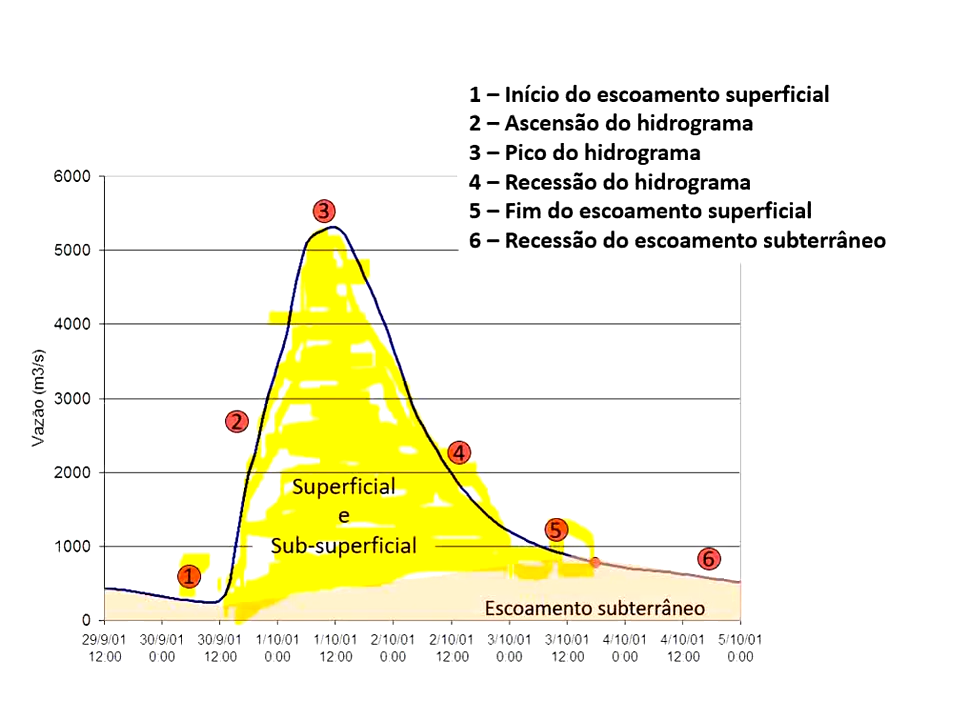 1 – Início do escoamento superficial
2 – Ascensão do hidrograma
3 – Pico do hidrograma
4 – Recessão do hidrograma
5 – Fim do escoamento superficial
6 – Recessão do escoamento subterrâneo
6000
5000
4000
3000
2000
1000
0
Vazão (m3/s)
3
2
4
1
5
6
Superficial
e
Sub-superficial
Escoamento subterrâneo
29/9/01 30/9/01 30/9/01 1/10/01 1/10/01 2/10/01 2/10/01 3/10/01 3/10/01 4/10/01 4/10/01 5/10/01
12:00 0:00 12:00 0:00 12:00 0:00 12:00 0:00 12:00 0:00 12:00 0:00